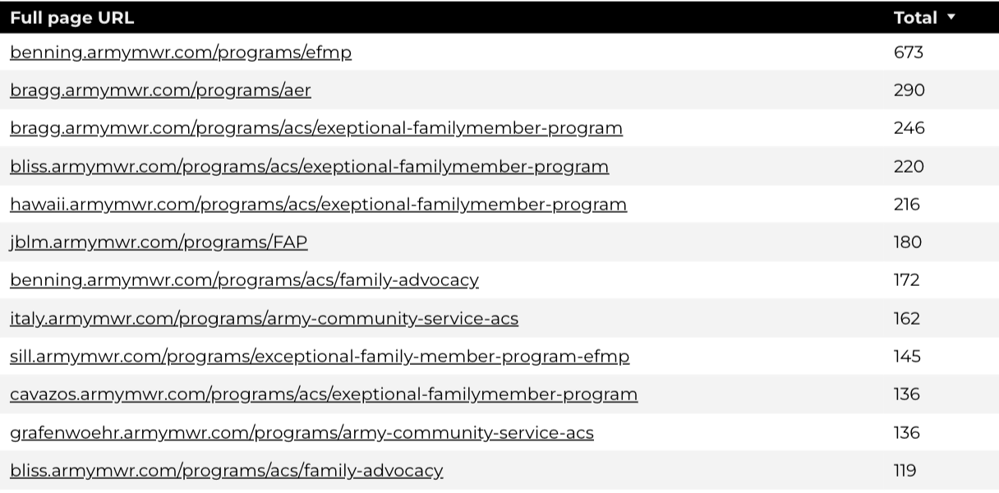 Full page URL Total ▼
benning.armymwr.com/programs/efmp 673
bragg.armymwr.com/programs/aer 290
bragg.armymwr.com/programs/acs/exeptional-familymember-program 246
bliss.armymwr.com/programs/acs/exeptional-familymember-program 220
hawaii.armymwr.com/programs/acs/exeptional-familymember-program 216
jblm.armymwr.com/programs/FAP 180
benning.armymwr.com/programs/acs/family-advocacy 172
italy.armymwr.com/programs/army-community-service-acs 162
sill.armymwr.com/programs/exceptional-family-member-program-efmp 145
cavazos.armymwr.com/programs/acs/exeptional-familymember-program 136
grafenwoehr.armymwr.com/programs/army-community-service-acs 136
bliss.armymwr.com/programs/acs/family-advocacy 119